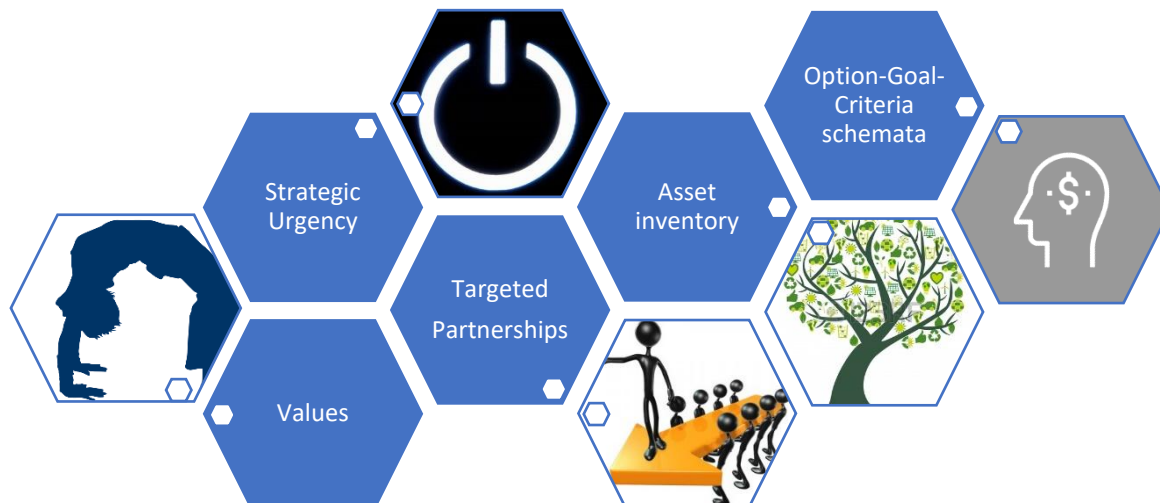 Strategic
Urgency
Values
Targeted
Partnerships
Asset
inventory
Option-Goal-
Criteria
schemata
$